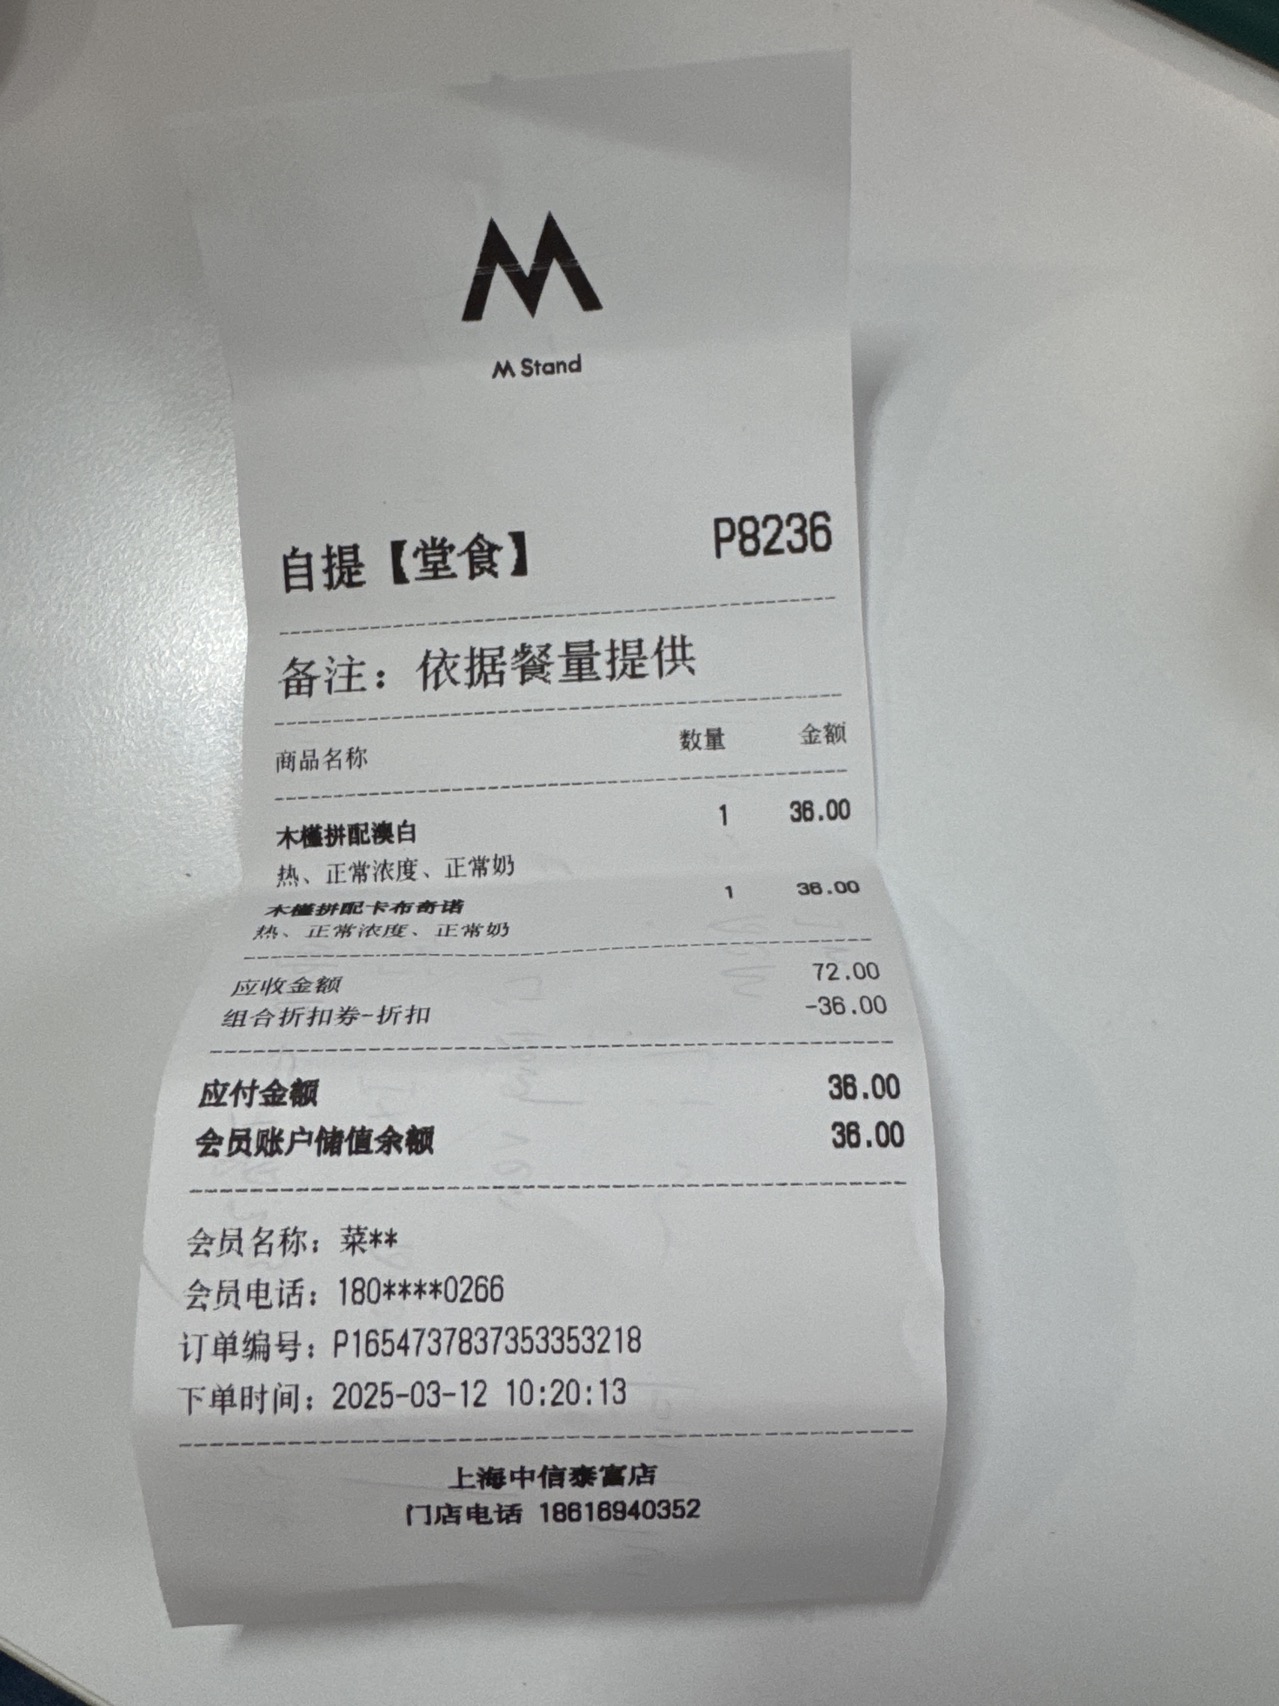 M Stand
自提【堂食】 P8236
备注：依据餐量提供
商品名称 数量 金额
木槿拼配澳白 1 36.00
热、正常浓度、正常奶
木槿拼配卡布奇诺 1 36.00
热、正常浓度、正常奶
应收金额 72.00
组合折扣券-折扣 -36.00
应付金额 36.00
会员账户储值余额 36.00
会员名称：菜**
会员电话：180****0266
订单编号：P1654737837353353218
下单时间：2025-03-12 10:20:13
上海中信泰富店
门店电话 18616940352